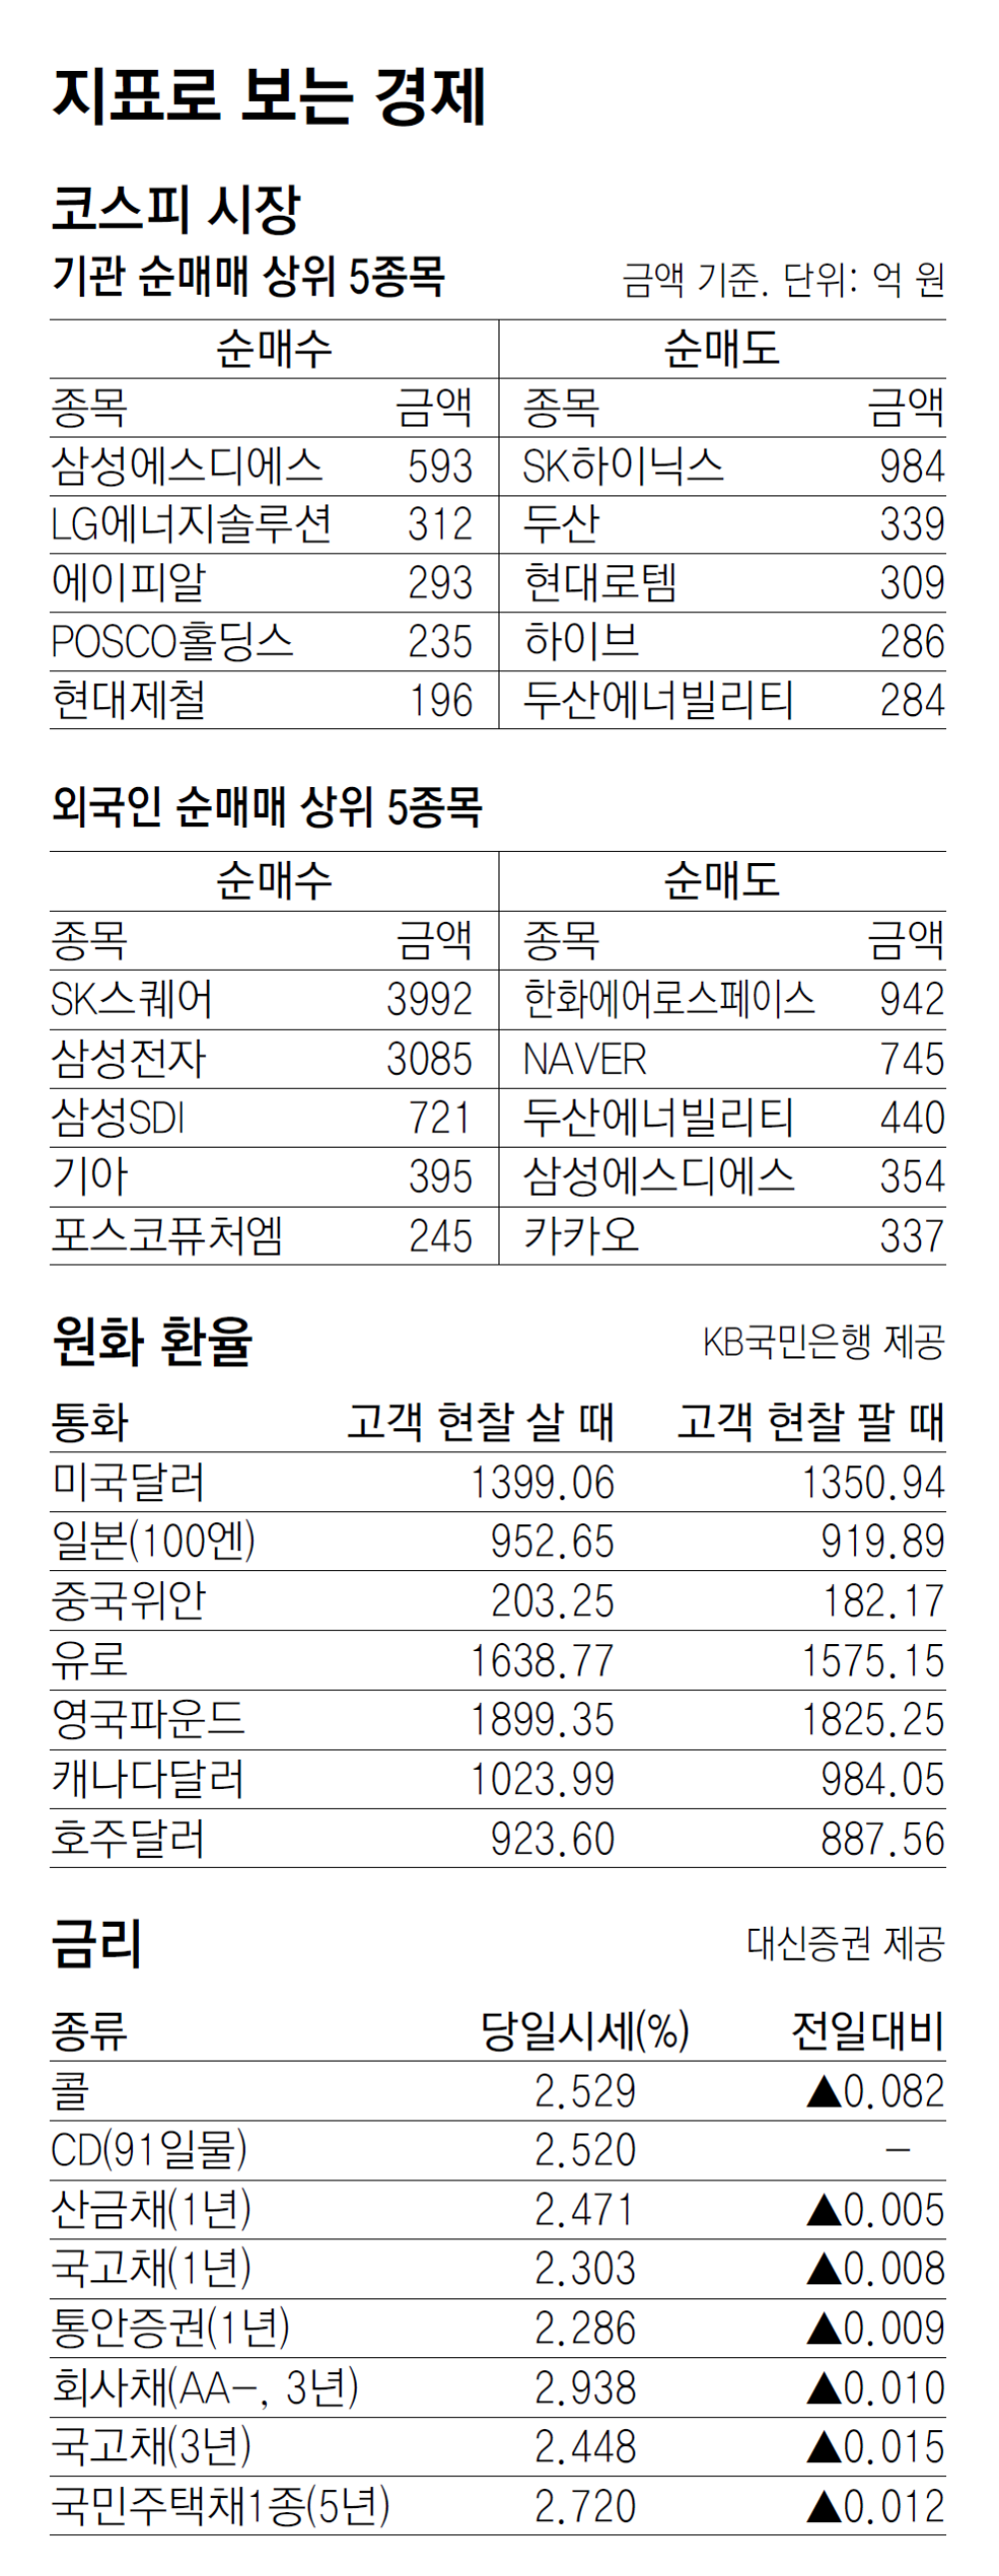 지표로 보는 경제
코스피 시장
기관 순매매 상위 5종목 금액 기준. 단위: 억 원
순매수 순매도
종목 금액 종목 금액
삼성에스디에스 593 SK하이닉스 984
LG에너지솔루션 312 두산 339
에이피알 293 현대로템 309
POSCO홀딩스 235 하이브 286
현대제철 196 두산에너빌리티 284
외국인 순매매 상위 5종목
순매수 순매도
종목 금액 종목 금액
SK스퀘어 3992 한화에어로스페이스 942
삼성전자 3085 NAVER 745
삼성SDI 721 두산에너빌리티 440
기아 395 삼성에스디에스 354
포스코퓨처엠 245 카카오 337
원화 환율 KB국민은행 제공
통화 고객 현찰 살 때 고객 현찰 팔 때
미국달러 1399.06 1350.94
일본(100엔) 952.65 919.89
중국위안 203.25 182.17
유로 1638.77 1575.15
영국파운드 1899.35 1825.25
캐나다달러 1023.99 984.05
호주달러 923.60 887.56
금리 대신증권 제공
종류 당일시세(%) 전일대비
콜 2.529 ▲0.082
CD(91일물) 2.520 -
산금채(1년) 2.471 ▲0.005
국고채(1년) 2.303 ▲0.008
통안증권(1년) 2.286 ▲0.009
회사채(AA-, 3년) 2.938 ▲0.010
국고채(3년) 2.448 ▲0.015
국민주택채1종(5년) 2.720 ▲0.012